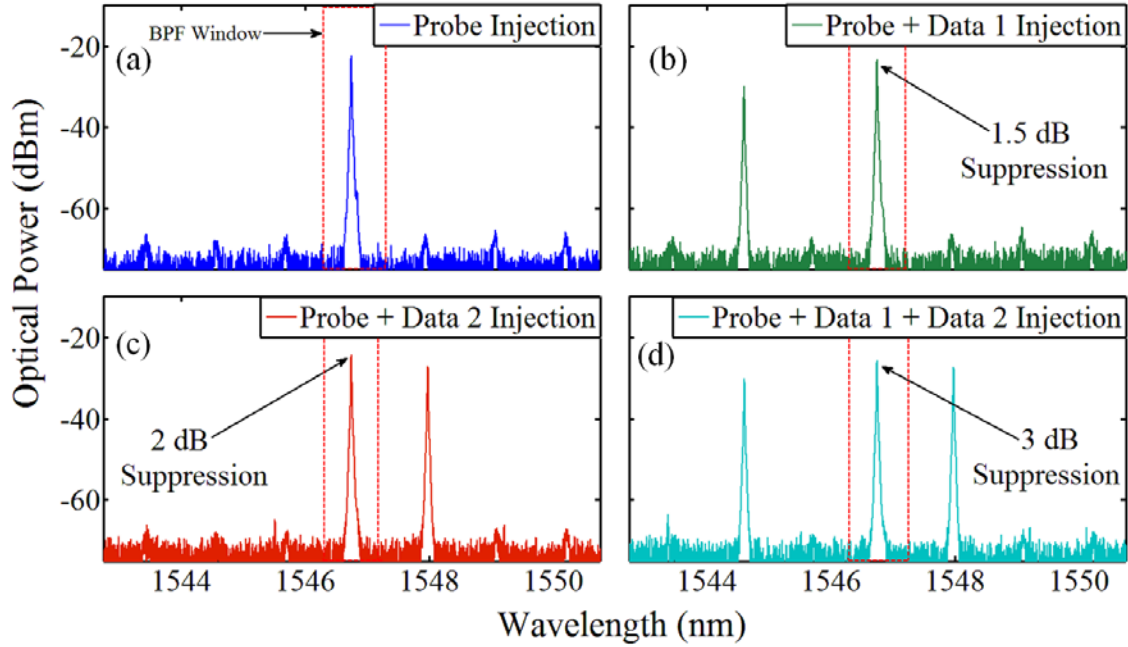 BPF Window
Probe Injection
(a)
-20
-40
-60
Probe + Data 1 Injection
(b)
1.5 dB
Suppression
Probe + Data 2 Injection
(c)
-20
-40
-60
2 dB
Suppression
Probe + Data 1 + Data 2 Injection
(d)
3 dB
Suppression
1544
1546
1548
1550
1544
1546
1548
1550
Optical Power (dBm)
Wavelength (nm)